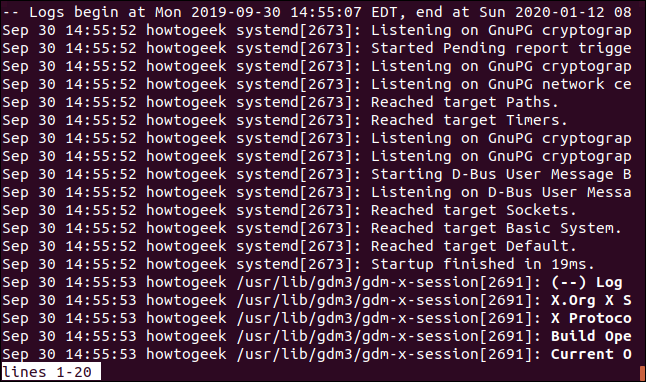 -- Logs begin at Mon 2019-09-30 14:55:07 EDT, end at Sun 2020-01-12 08
Sep 30 14:55:52 howtogeek systemd[2673]: Listening on GnuPG cryptograp
Sep 30 14:55:52 howtogeek systemd[2673]: Started Pending report trigge
Sep 30 14:55:52 howtogeek systemd[2673]: Listening on GnuPG cryptograp
Sep 30 14:55:52 howtogeek systemd[2673]: Listening on GnuPG network ce
Sep 30 14:55:52 howtogeek systemd[2673]: Reached target Paths.
Sep 30 14:55:52 howtogeek systemd[2673]: Reached target Timers.
Sep 30 14:55:52 howtogeek systemd[2673]: Listening on GnuPG cryptograp
Sep 30 14:55:52 howtogeek systemd[2673]: Listening on GnuPG cryptograp
Sep 30 14:55:52 howtogeek systemd[2673]: Starting D-Bus User Message B
Sep 30 14:55:52 howtogeek systemd[2673]: Listening on D-Bus User Messa
Sep 30 14:55:52 howtogeek systemd[2673]: Reached target Sockets.
Sep 30 14:55:52 howtogeek systemd[2673]: Reached target Basic System.
Sep 30 14:55:52 howtogeek systemd[2673]: Reached target Default.
Sep 30 14:55:52 howtogeek systemd[2673]: Startup finished in 19ms.
Sep 30 14:55:53 howtogeek /usr/lib/gdm3/gdm-x-session[2691]: (--) Log
Sep 30 14:55:53 howtogeek /usr/lib/gdm3/gdm-x-session[2691]: X.Org X S
Sep 30 14:55:53 howtogeek /usr/lib/gdm3/gdm-x-session[2691]: X Protoco
Sep 30 14:55:53 howtogeek /usr/lib/gdm3/gdm-x-session[2691]: Build Ope
Sep 30 14:55:53 howtogeek /usr/lib/gdm3/gdm-x-session[2691]: Current O
lines 1-20